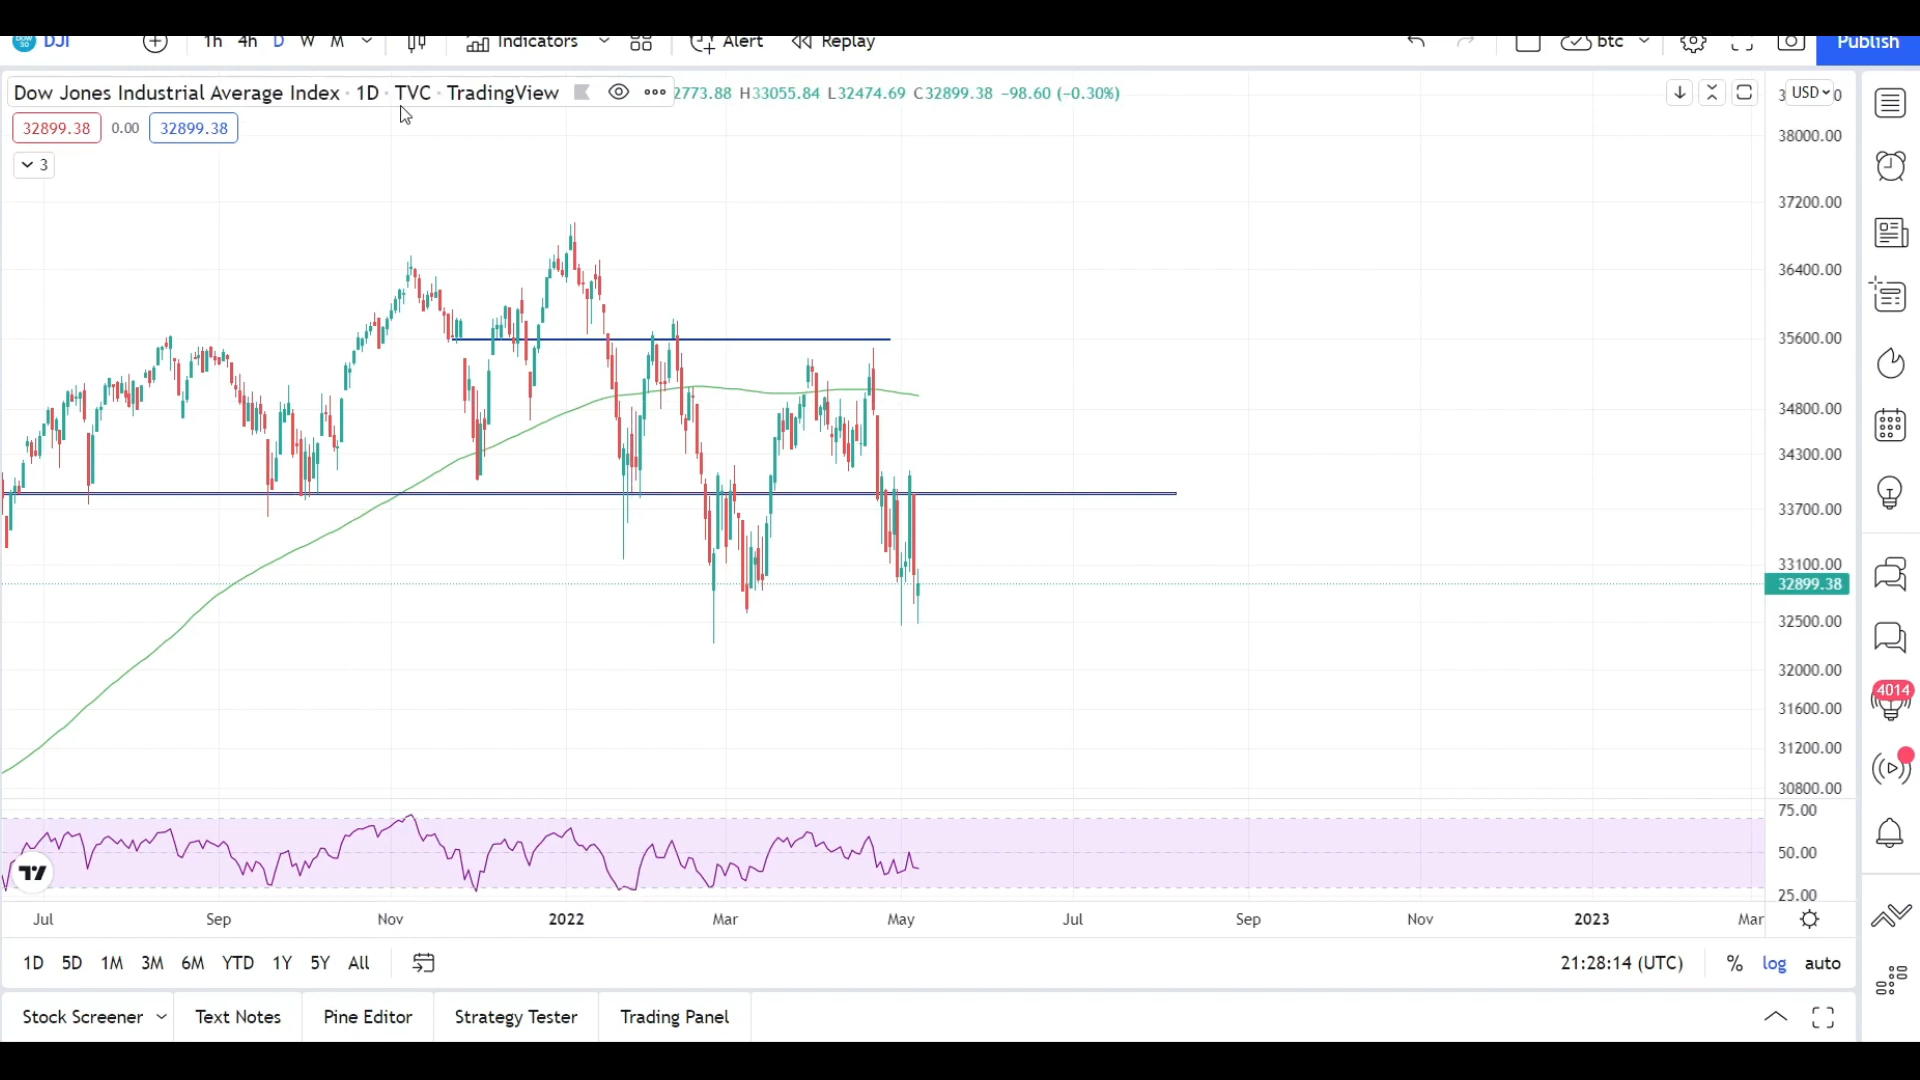 DJI 1h 4h D W M Indicators Alert Replay btc Publish
Dow Jones Industrial Average Index · 1D · TVC · TradingView 2773.88 H33055.84 L32474.69 C32899.38 −98.60 (−0.30%)
USD
32899.38 0.00 32899.38
3
38000.00
37200.00
36400.00
35600.00
34800.00
34300.00
33700.00
33100.00
32899.38
32500.00
32000.00
31600.00
31200.00
30800.00
75.00
50.00
25.00
4014
Jul Sep Nov 2022 Mar May Jul Sep Nov 2023 Mar
1D 5D 1M 3M 6M YTD 1Y 5Y All 21:28:14 (UTC) % log auto
Stock Screener Text Notes Pine Editor Strategy Tester Trading Panel